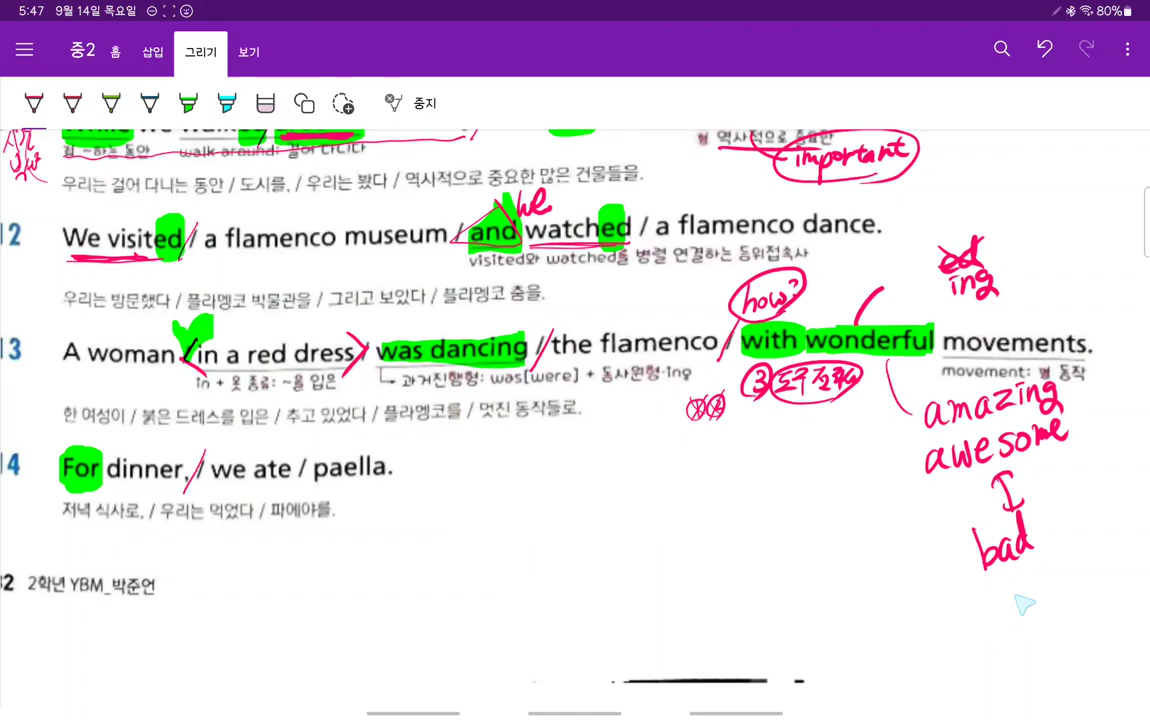 5:47 9월 14일 목요일 80%
중2 홈 삽입 그리기 보기
중지
형 역사적으로 중요한
important
walk around: 걸어 다니다
우리는 걸어 다니는 동안 / 도시를, / 우리는 봤다 / 역사적으로 중요한 많은 건물들을.
we
12 We visited / a flamenco museum / and watched / a flamenco dance.
visited와 watched를 병렬 연결하는 등위접속사
ed
ing
우리는 방문했다 / 플라멩코 박물관을 / 그리고 보았다 / 플라멩코 춤을.
how?
13 A woman / in a red dress / was dancing / the flamenco / with wonderful movements.
in + 옷 종류: ~을 입은 과거진행형: was[were] + 동사원형-ing movement: 명 동작
③ 도구 조류
①②
한 여성이 / 붉은 드레스를 입은 / 추고 있었다 / 플라멩코를 / 멋진 동작들로.
amazing
awesome
bad
14 For dinner, / we ate / paella.
저녁 식사로, / 우리는 먹었다 / 파에야를.
2학년 YBM_박준언